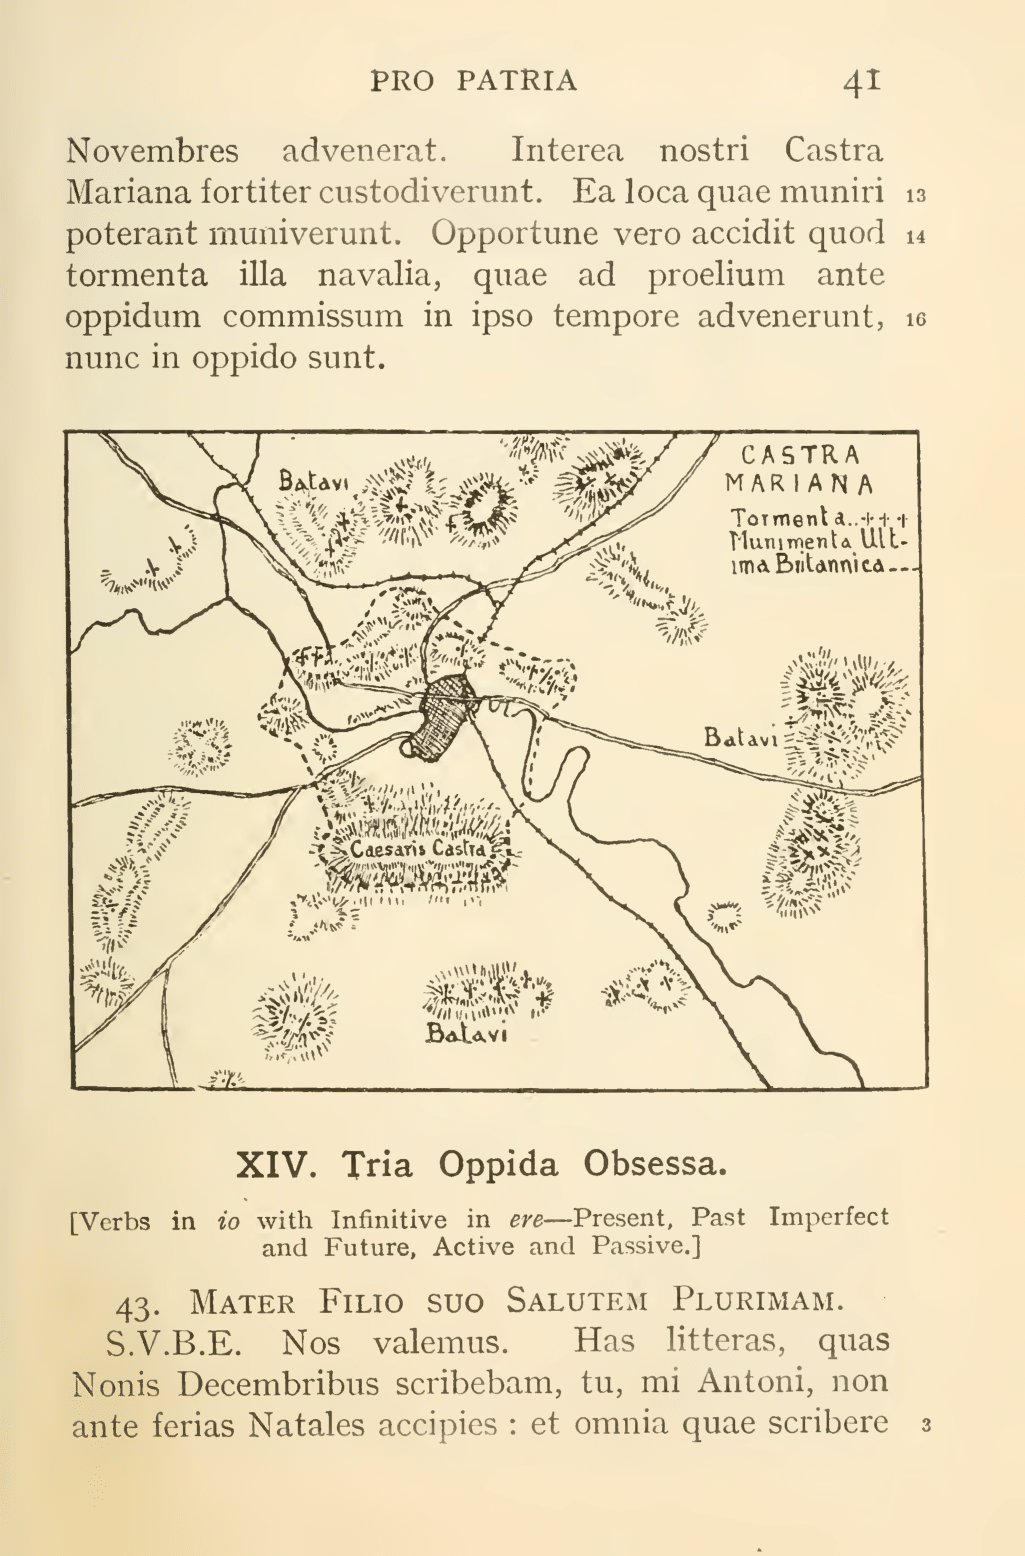 PRO PATRIA 41
Novembres advenerat. Interea nostri Castra
Mariana fortiter custodiverunt. Ea loca quae muniri 13
poterant muniverunt. Opportune vero accidit quod 14
tormenta illa navalia, quae ad proelium ante
oppidum commissum in ipso tempore advenerunt, 16
nunc in oppido sunt.
CASTRA
MARIANA
Tormenta..+++
Munimenta Ult-
ima Britannica---
Batavi
Batavi
Caesaris Castra
Batavi
XIV. Tria Oppida Obsessa.
[Verbs in io with Infinitive in ere—Present, Past Imperfect
and Future, Active and Passive.]
43. MATER FILIO SUO SALUTEM PLURIMAM.
S.V.B.E. Nos valemus. Has litteras, quas
Nonis Decembribus scribebam, tu, mi Antoni, non
ante ferias Natales accipies : et omnia quae scribere 3